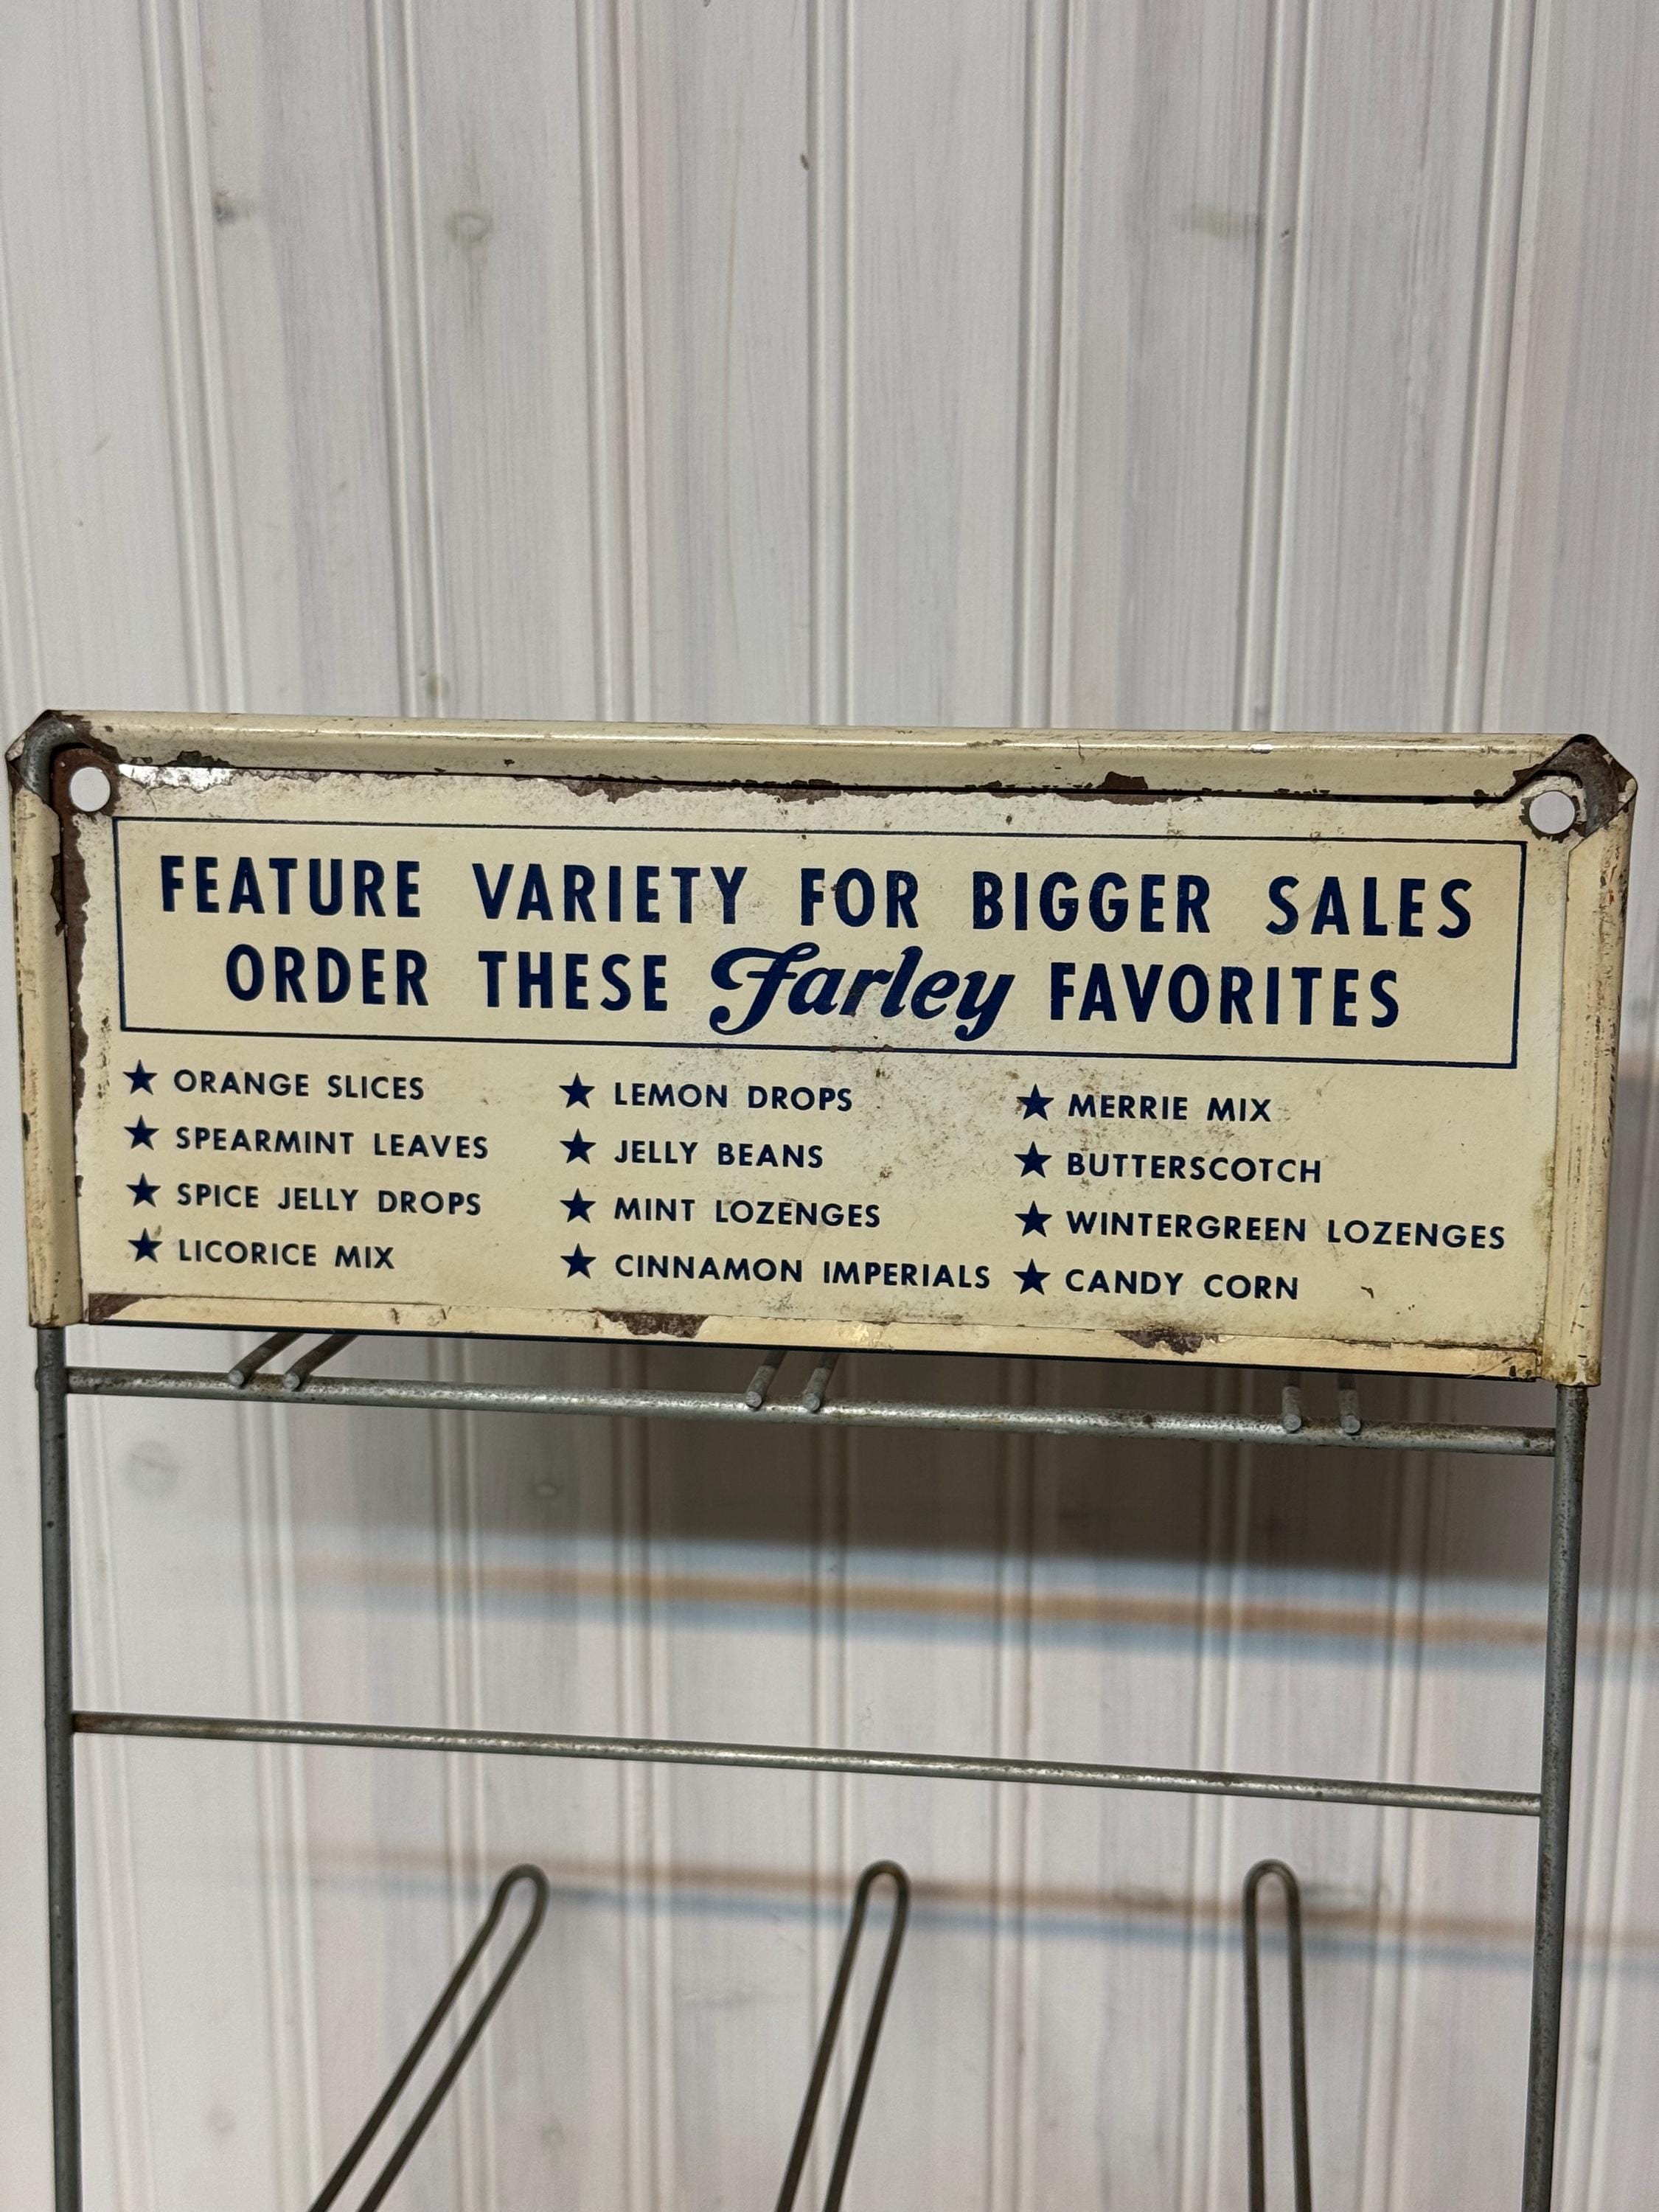 FEATURE VARIETY FOR BIGGER SALES
ORDER THESE Farley FAVORITES
★ ORANGE SLICES
★ SPEARMINT LEAVES
★ SPICE JELLY DROPS
★ LICORICE MIX
★ LEMON DROPS
★ JELLY BEANS
★ MINT LOZENGES
★ CINNAMON IMPERIALS
★ MERRIE MIX
★ BUTTERSCOTCH
★ WINTERGREEN LOZENGES
★ CANDY CORN